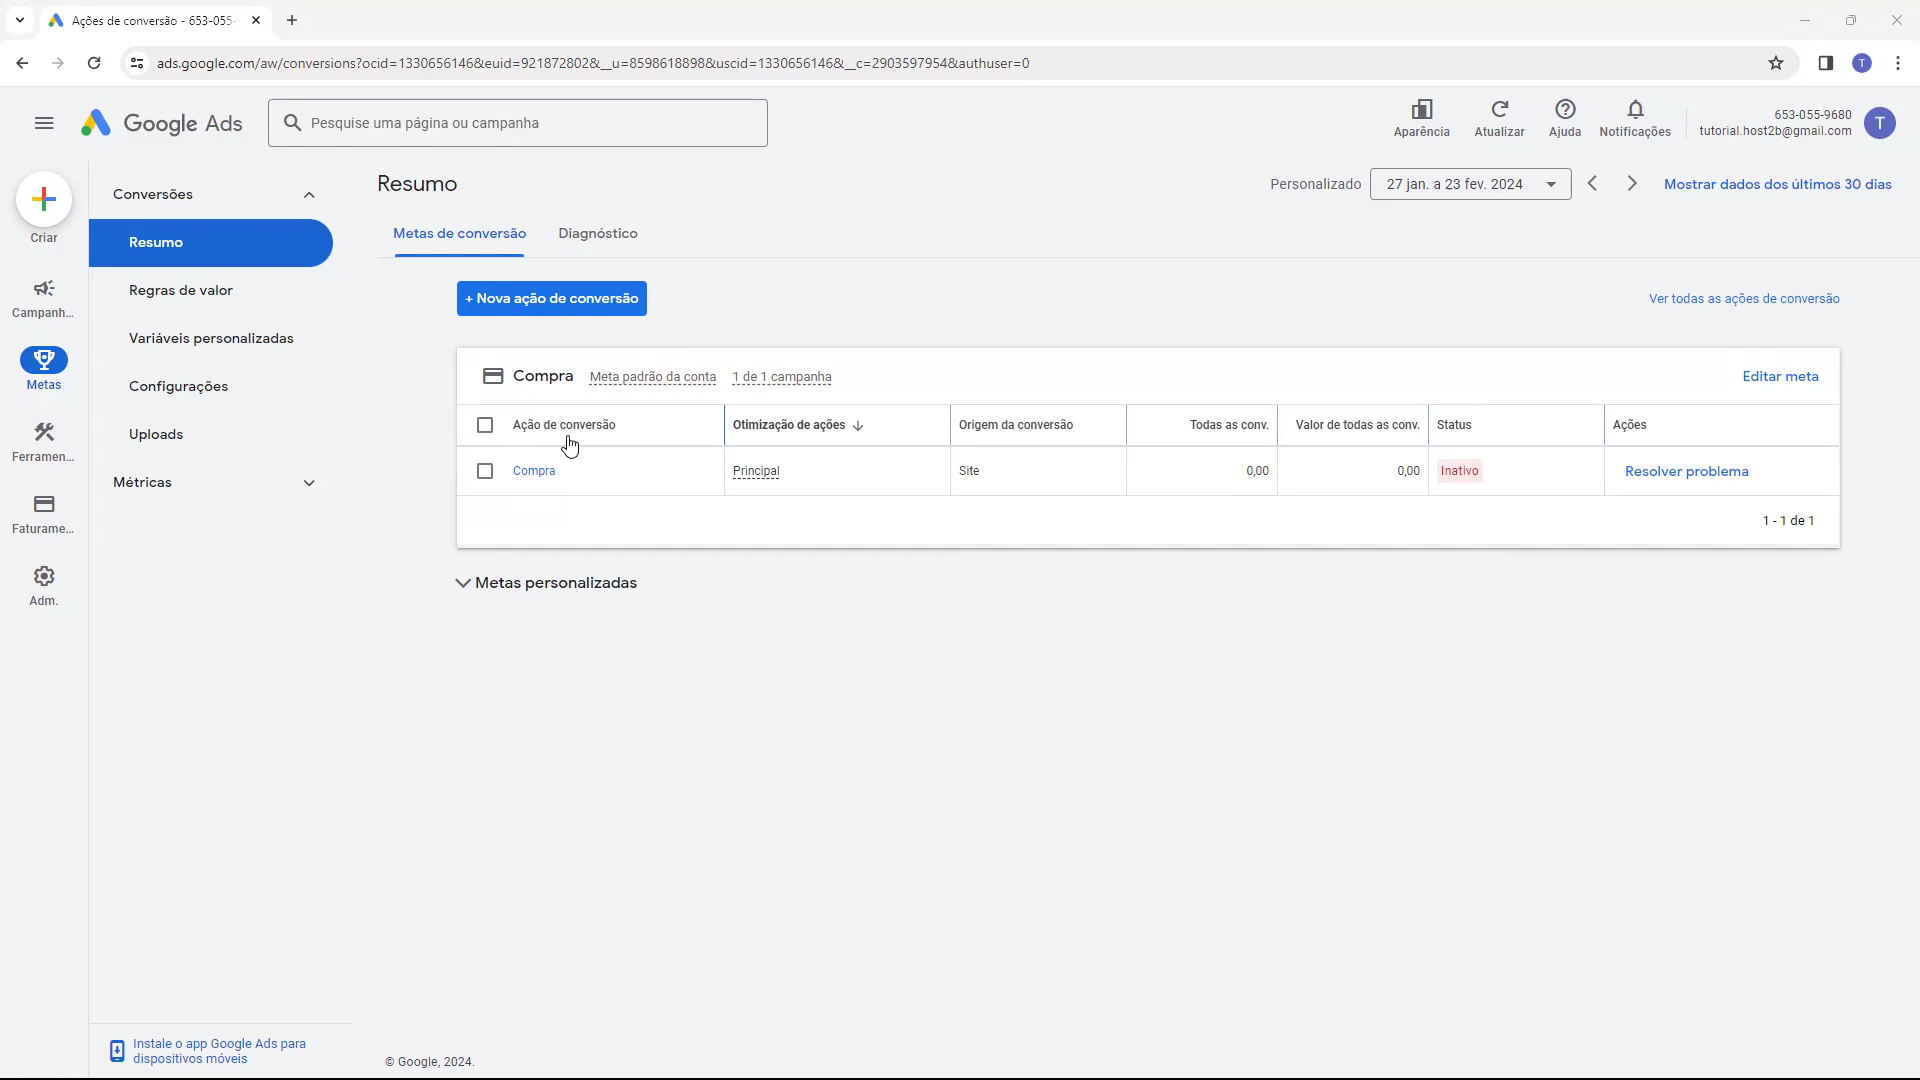 Ações de conversão - 653-055-
ads.google.com/aw/conversions?ocid=1330656146&euid=921872802&__u=8598618898&uscid=1330656146&__c=2903597954&authuser=0
T
Google Ads
Pesquise uma página ou campanha
Aparência
Atualizar
Ajuda
Notificações
653-055-9680
tutorial.host2b@gmail.com
T
Criar
Campanh...
Metas
Ferramen...
Faturame...
Adm.
Conversões
Resumo
Regras de valor
Variáveis personalizadas
Configurações
Uploads
Métricas
Instale o app Google Ads para
dispositivos móveis
Resumo
Personalizado
27 jan. a 23 fev. 2024
Mostrar dados dos últimos 30 dias
Metas de conversão
Diagnóstico
+ Nova ação de conversão
Ver todas as ações de conversão
Compra
Meta padrão da conta
1 de 1 campanha
Editar meta
Ação de conversão
Otimização de ações
Origem da conversão
Todas as conv.
Valor de todas as conv.
Status
Ações
Compra
Principal
Site
0,00
0,00
Inativo
Resolver problema
1 - 1 de 1
Metas personalizadas
© Google, 2024.